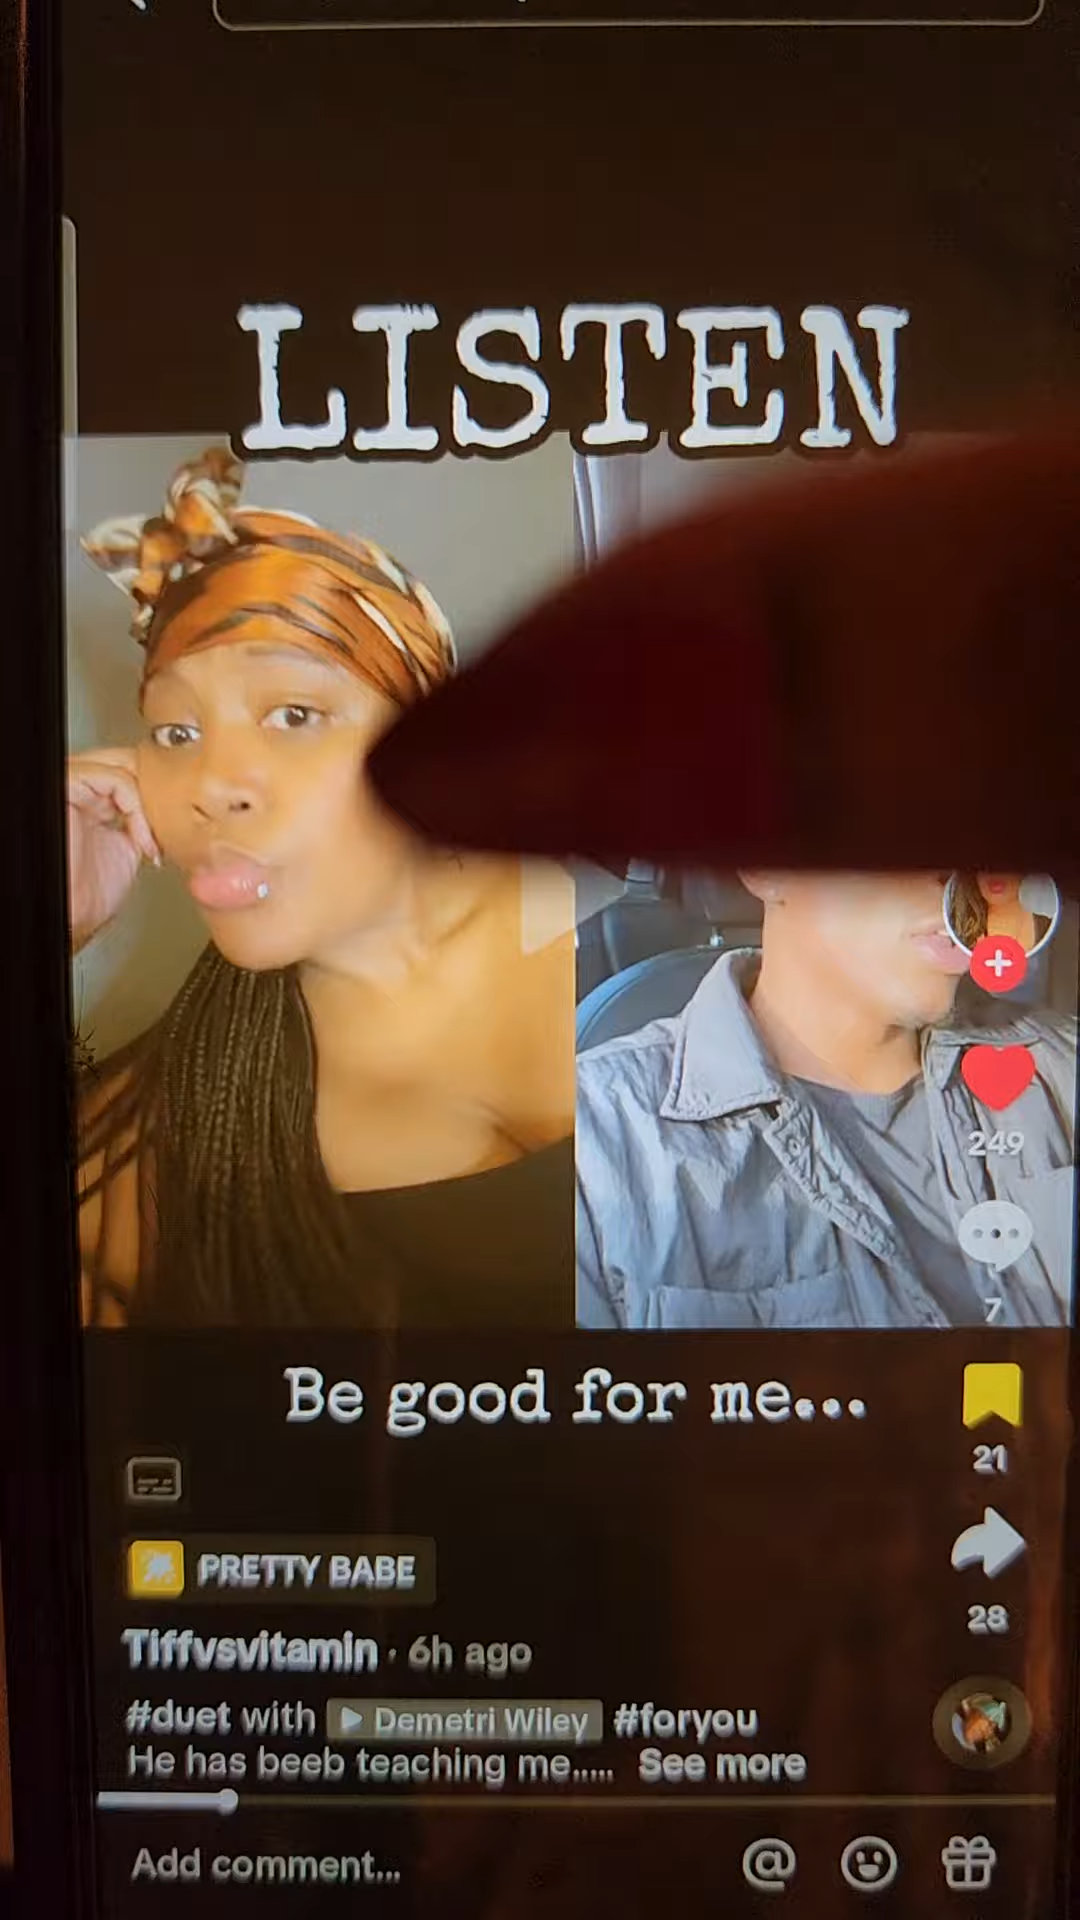 LISTEN
249
7
Be good for me...
21
PRETTY BABE
28
Tiffvsvitamin · 6h ago
#duet with Demetri Wiley #foryou
He has beeb teaching me..... See more
Add comment...